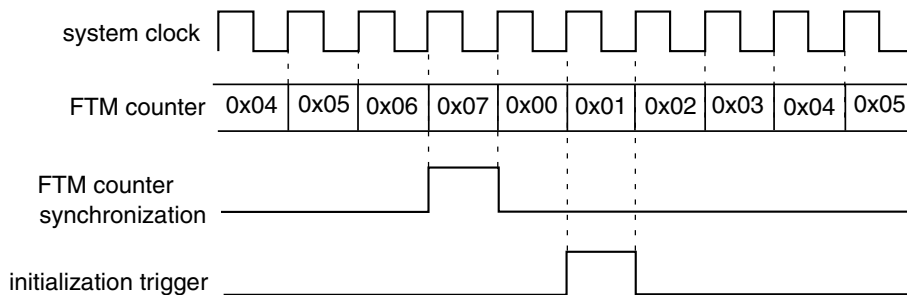 system clock
FTM counter 0x04 0x05 0x06 0x07 0x00 0x01 0x02 0x03 0x04 0x05
FTM counter
synchronization
initialization trigger